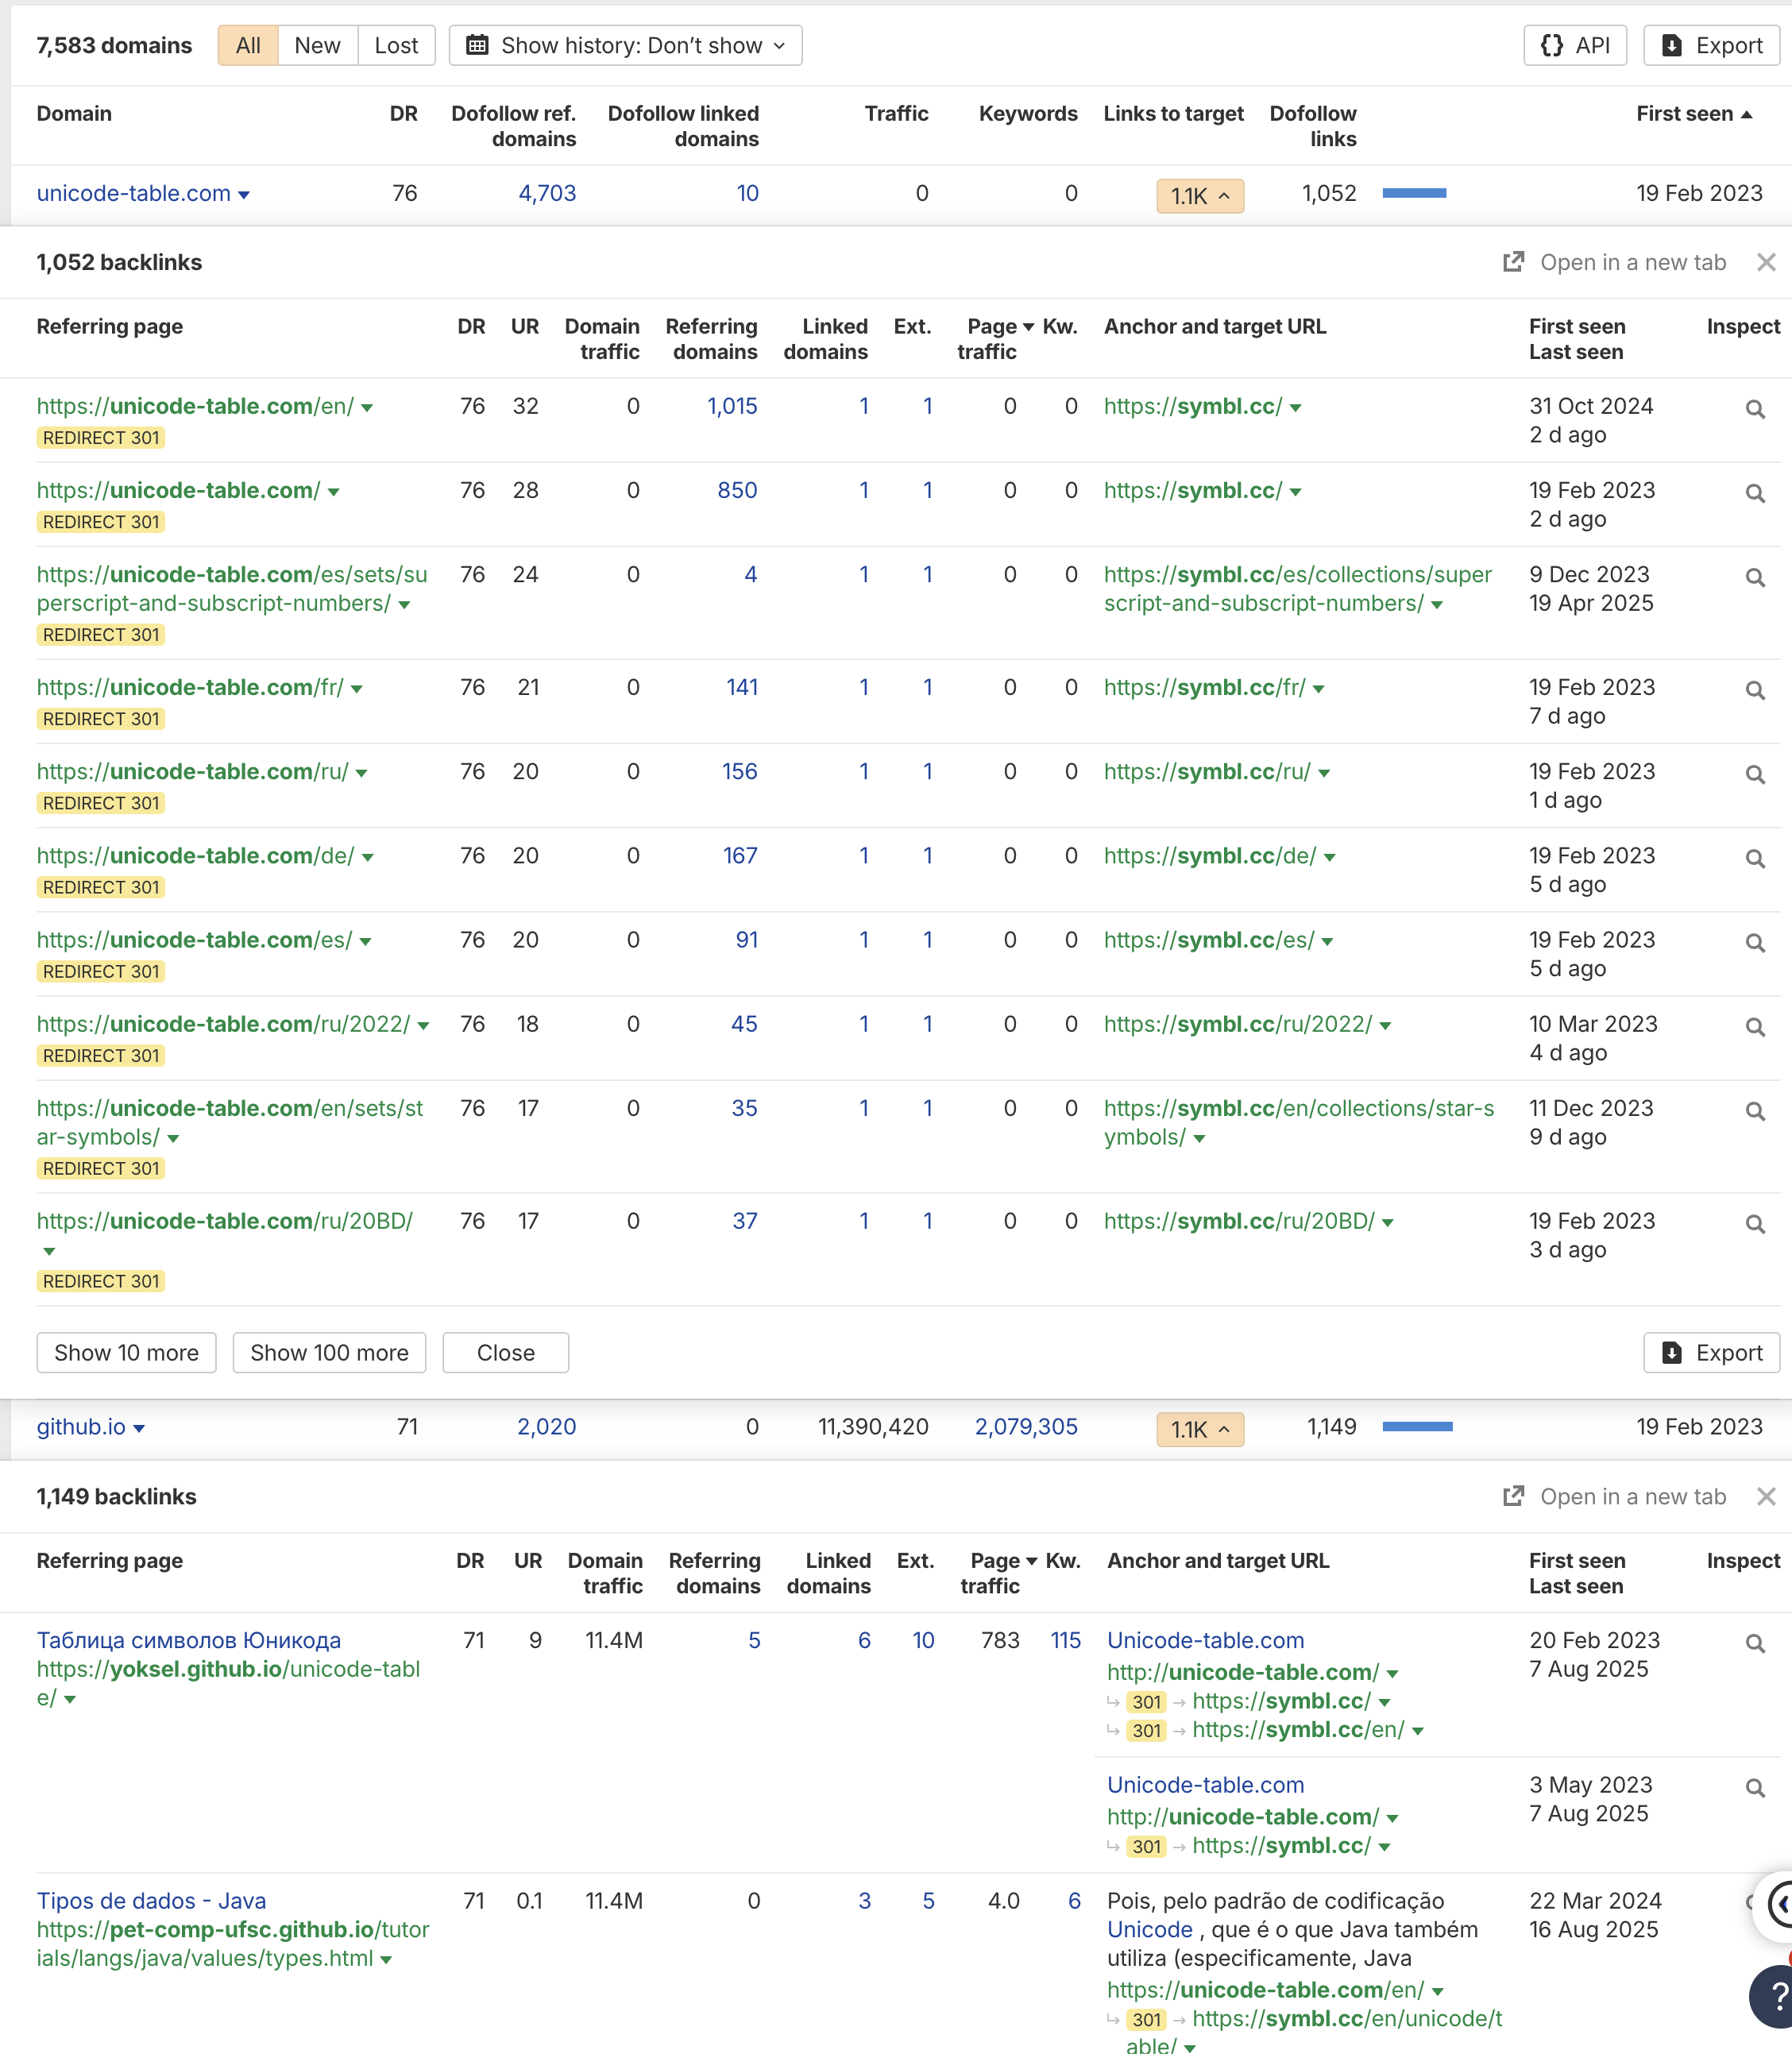 7,583 domains All New Lost Show history: Don’t show API Export
Domain DR Dofollow ref. domains Dofollow linked domains Traffic Keywords Links to target Dofollow links First seen
unicode-table.com 76 4,703 10 0 0 1.1K 1,052 19 Feb 2023
1,052 backlinks Open in a new tab
Referring page DR UR Domain traffic Referring domains Linked domains Ext. Page traffic Kw. Anchor and target URL First seen Last seen Inspect
https://unicode-table.com/en/ 76 32 0 1,015 1 1 0 0 https://symbl.cc/ 31 Oct 2024
REDIRECT 301 2 d ago
https://unicode-table.com/ 76 28 0 850 1 1 0 0 https://symbl.cc/ 19 Feb 2023
REDIRECT 301 2 d ago
https://unicode-table.com/es/sets/su 76 24 0 4 1 1 0 0 https://symbl.cc/es/collections/super 9 Dec 2023
perscript-and-subscript-numbers/ script-and-subscript-numbers/ 19 Apr 2025
REDIRECT 301
https://unicode-table.com/fr/ 76 21 0 141 1 1 0 0 https://symbl.cc/fr/ 19 Feb 2023
REDIRECT 301 7 d ago
https://unicode-table.com/ru/ 76 20 0 156 1 1 0 0 https://symbl.cc/ru/ 19 Feb 2023
REDIRECT 301 1 d ago
https://unicode-table.com/de/ 76 20 0 167 1 1 0 0 https://symbl.cc/de/ 19 Feb 2023
REDIRECT 301 5 d ago
https://unicode-table.com/es/ 76 20 0 91 1 1 0 0 https://symbl.cc/es/ 19 Feb 2023
REDIRECT 301 5 d ago
https://unicode-table.com/ru/2022/ 76 18 0 45 1 1 0 0 https://symbl.cc/ru/2022/ 10 Mar 2023
REDIRECT 301 4 d ago
https://unicode-table.com/en/sets/st 76 17 0 35 1 1 0 0 https://symbl.cc/en/collections/star-s 11 Dec 2023
ar-symbols/ ymbols/ 9 d ago
REDIRECT 301
https://unicode-table.com/ru/20BD/ 76 17 0 37 1 1 0 0 https://symbl.cc/ru/20BD/ 19 Feb 2023
3 d ago
REDIRECT 301
Show 10 more Show 100 more Close Export
github.io 71 2,020 0 11,390,420 2,079,305 1.1K 1,149 19 Feb 2023
1,149 backlinks Open in a new tab
Referring page DR UR Domain traffic Referring domains Linked domains Ext. Page traffic Kw. Anchor and target URL First seen Last seen Inspect
Таблица символов Юникода 71 9 11.4M 5 6 10 783 115 Unicode-table.com 20 Feb 2023
https://yoksel.github.io/unicode-tabl http://unicode-table.com/ 7 Aug 2025
e/ 301 → https://symbl.cc/
301 → https://symbl.cc/en/
Unicode-table.com 3 May 2023
http://unicode-table.com/ 7 Aug 2025
301 → https://symbl.cc/
Tipos de dados - Java 71 0.1 11.4M 0 3 5 4.0 6 Pois, pelo padrão de codificação 22 Mar 2024
https://pet-comp-ufsc.github.io/tutor Unicode , que é o que Java também 16 Aug 2025
ials/langs/java/values/types.html utiliza (especificamente, Java
https://unicode-table.com/en/
301 → https://symbl.cc/en/unicode/t
able/
?